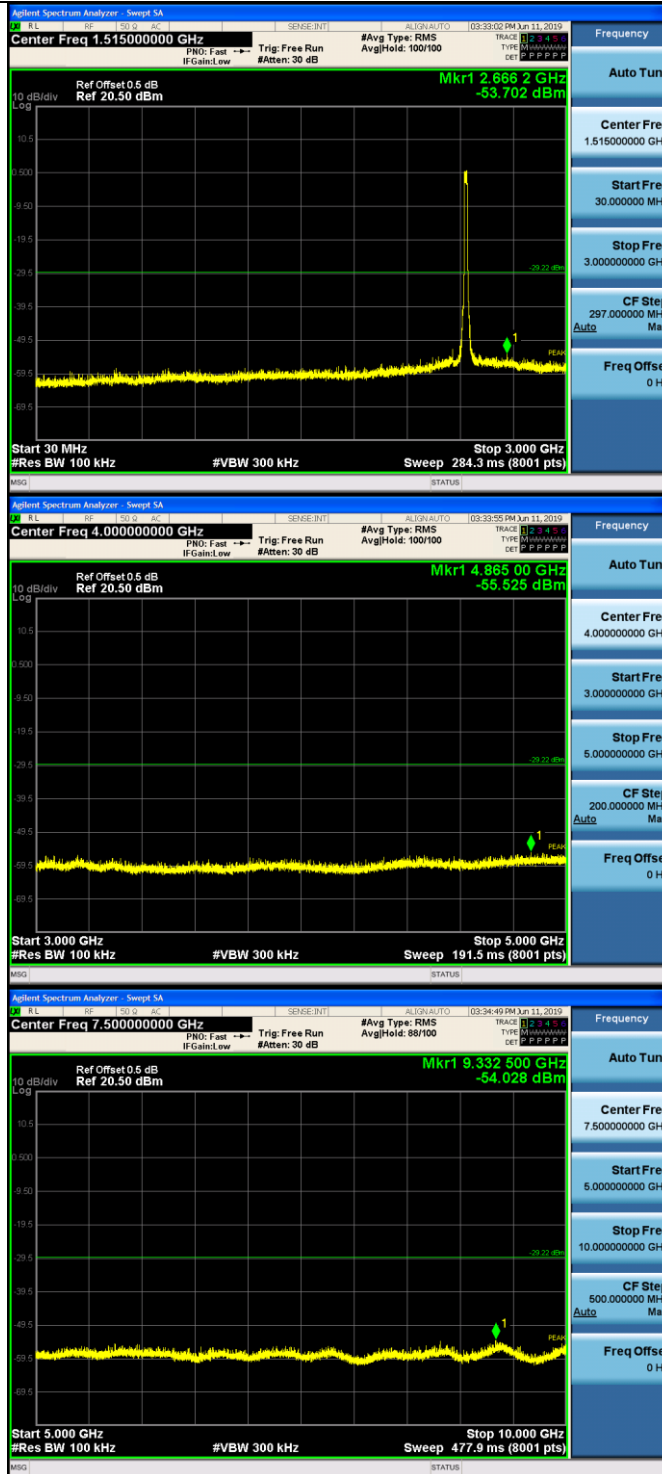 Agilent Spectrum Analyzer - Swept SA
RL RF 50 Ω AC SENSE:INT ALIGNAUTO 03:33:02 PM Jun 11, 2019
Center Freq 1.515000000 GHz
PNO: Fast
IFGain:Low
Trig: Free Run
#Atten: 30 dB
#Avg Type: RMS
Avg|Hold: 100/100
TRACE 1 2 3 4 5 6
TYPE M
DET P P P P P P
Frequency
Mkr1 2.666 2 GHz
-53.702 dBm
Ref Offset 0.5 dB
10 dB/div Ref 20.50 dBm
Log
10.5
0.500
-9.50
-19.5
-29.5
-39.5
-49.5
-59.5
-69.5
-29.22 dBm
1
PEAK
Start 30 MHz Stop 3.000 GHz
#Res BW 100 kHz #VBW 300 kHz Sweep 284.3 ms (8001 pts)
MSG STATUS
Auto Tun
Center Fre
1.515000000 GH
Start Fre
30.000000 MH
Stop Fre
3.000000000 GH
CF Ste
297.000000 MH
Auto Ma
Freq Offse
0 H
Agilent Spectrum Analyzer - Swept SA
RL RF 50 Ω AC SENSE:INT ALIGNAUTO 03:33:55 PM Jun 11, 2019
Center Freq 4.000000000 GHz
PNO: Fast
IFGain:Low
Trig: Free Run
#Atten: 30 dB
#Avg Type: RMS
Avg|Hold: 100/100
TRACE 1 2 3 4 5 6
TYPE M
DET P P P P P P
Frequency
Mkr1 4.865 00 GHz
-55.525 dBm
Ref Offset 0.5 dB
10 dB/div Ref 20.50 dBm
Log
10.5
0.500
-9.50
-19.5
-29.5
-39.5
-49.5
-59.5
-69.5
-29.22 dBm
1
PEAK
Start 3.000 GHz Stop 5.000 GHz
#Res BW 100 kHz #VBW 300 kHz Sweep 191.5 ms (8001 pts)
MSG STATUS
Auto Tun
Center Fre
4.000000000 GH
Start Fre
3.000000000 GH
Stop Fre
5.000000000 GH
CF Ste
200.000000 MH
Auto Ma
Freq Offse
0 H
Agilent Spectrum Analyzer - Swept SA
RL RF 50 Ω AC SENSE:INT ALIGNAUTO 03:34:49 PM Jun 11, 2019
Center Freq 7.500000000 GHz
PNO: Fast
IFGain:Low
Trig: Free Run
#Atten: 30 dB
#Avg Type: RMS
Avg|Hold: 88/100
TRACE 1 2 3 4 5 6
TYPE M
DET P P P P P P
Frequency
Mkr1 9.332 500 GHz
-54.028 dBm
Ref Offset 0.5 dB
10 dB/div Ref 20.50 dBm
Log
10.5
0.500
-9.50
-19.5
-29.5
-39.5
-49.5
-59.5
-69.5
-29.22 dBm
1
PEAK
Start 5.000 GHz Stop 10.000 GHz
#Res BW 100 kHz #VBW 300 kHz Sweep 477.9 ms (8001 pts)
MSG STATUS
Auto Tun
Center Fre
7.500000000 GH
Start Fre
5.000000000 GH
Stop Fre
10.000000000 GH
CF Ste
500.000000 MH
Auto Ma
Freq Offse
0 H